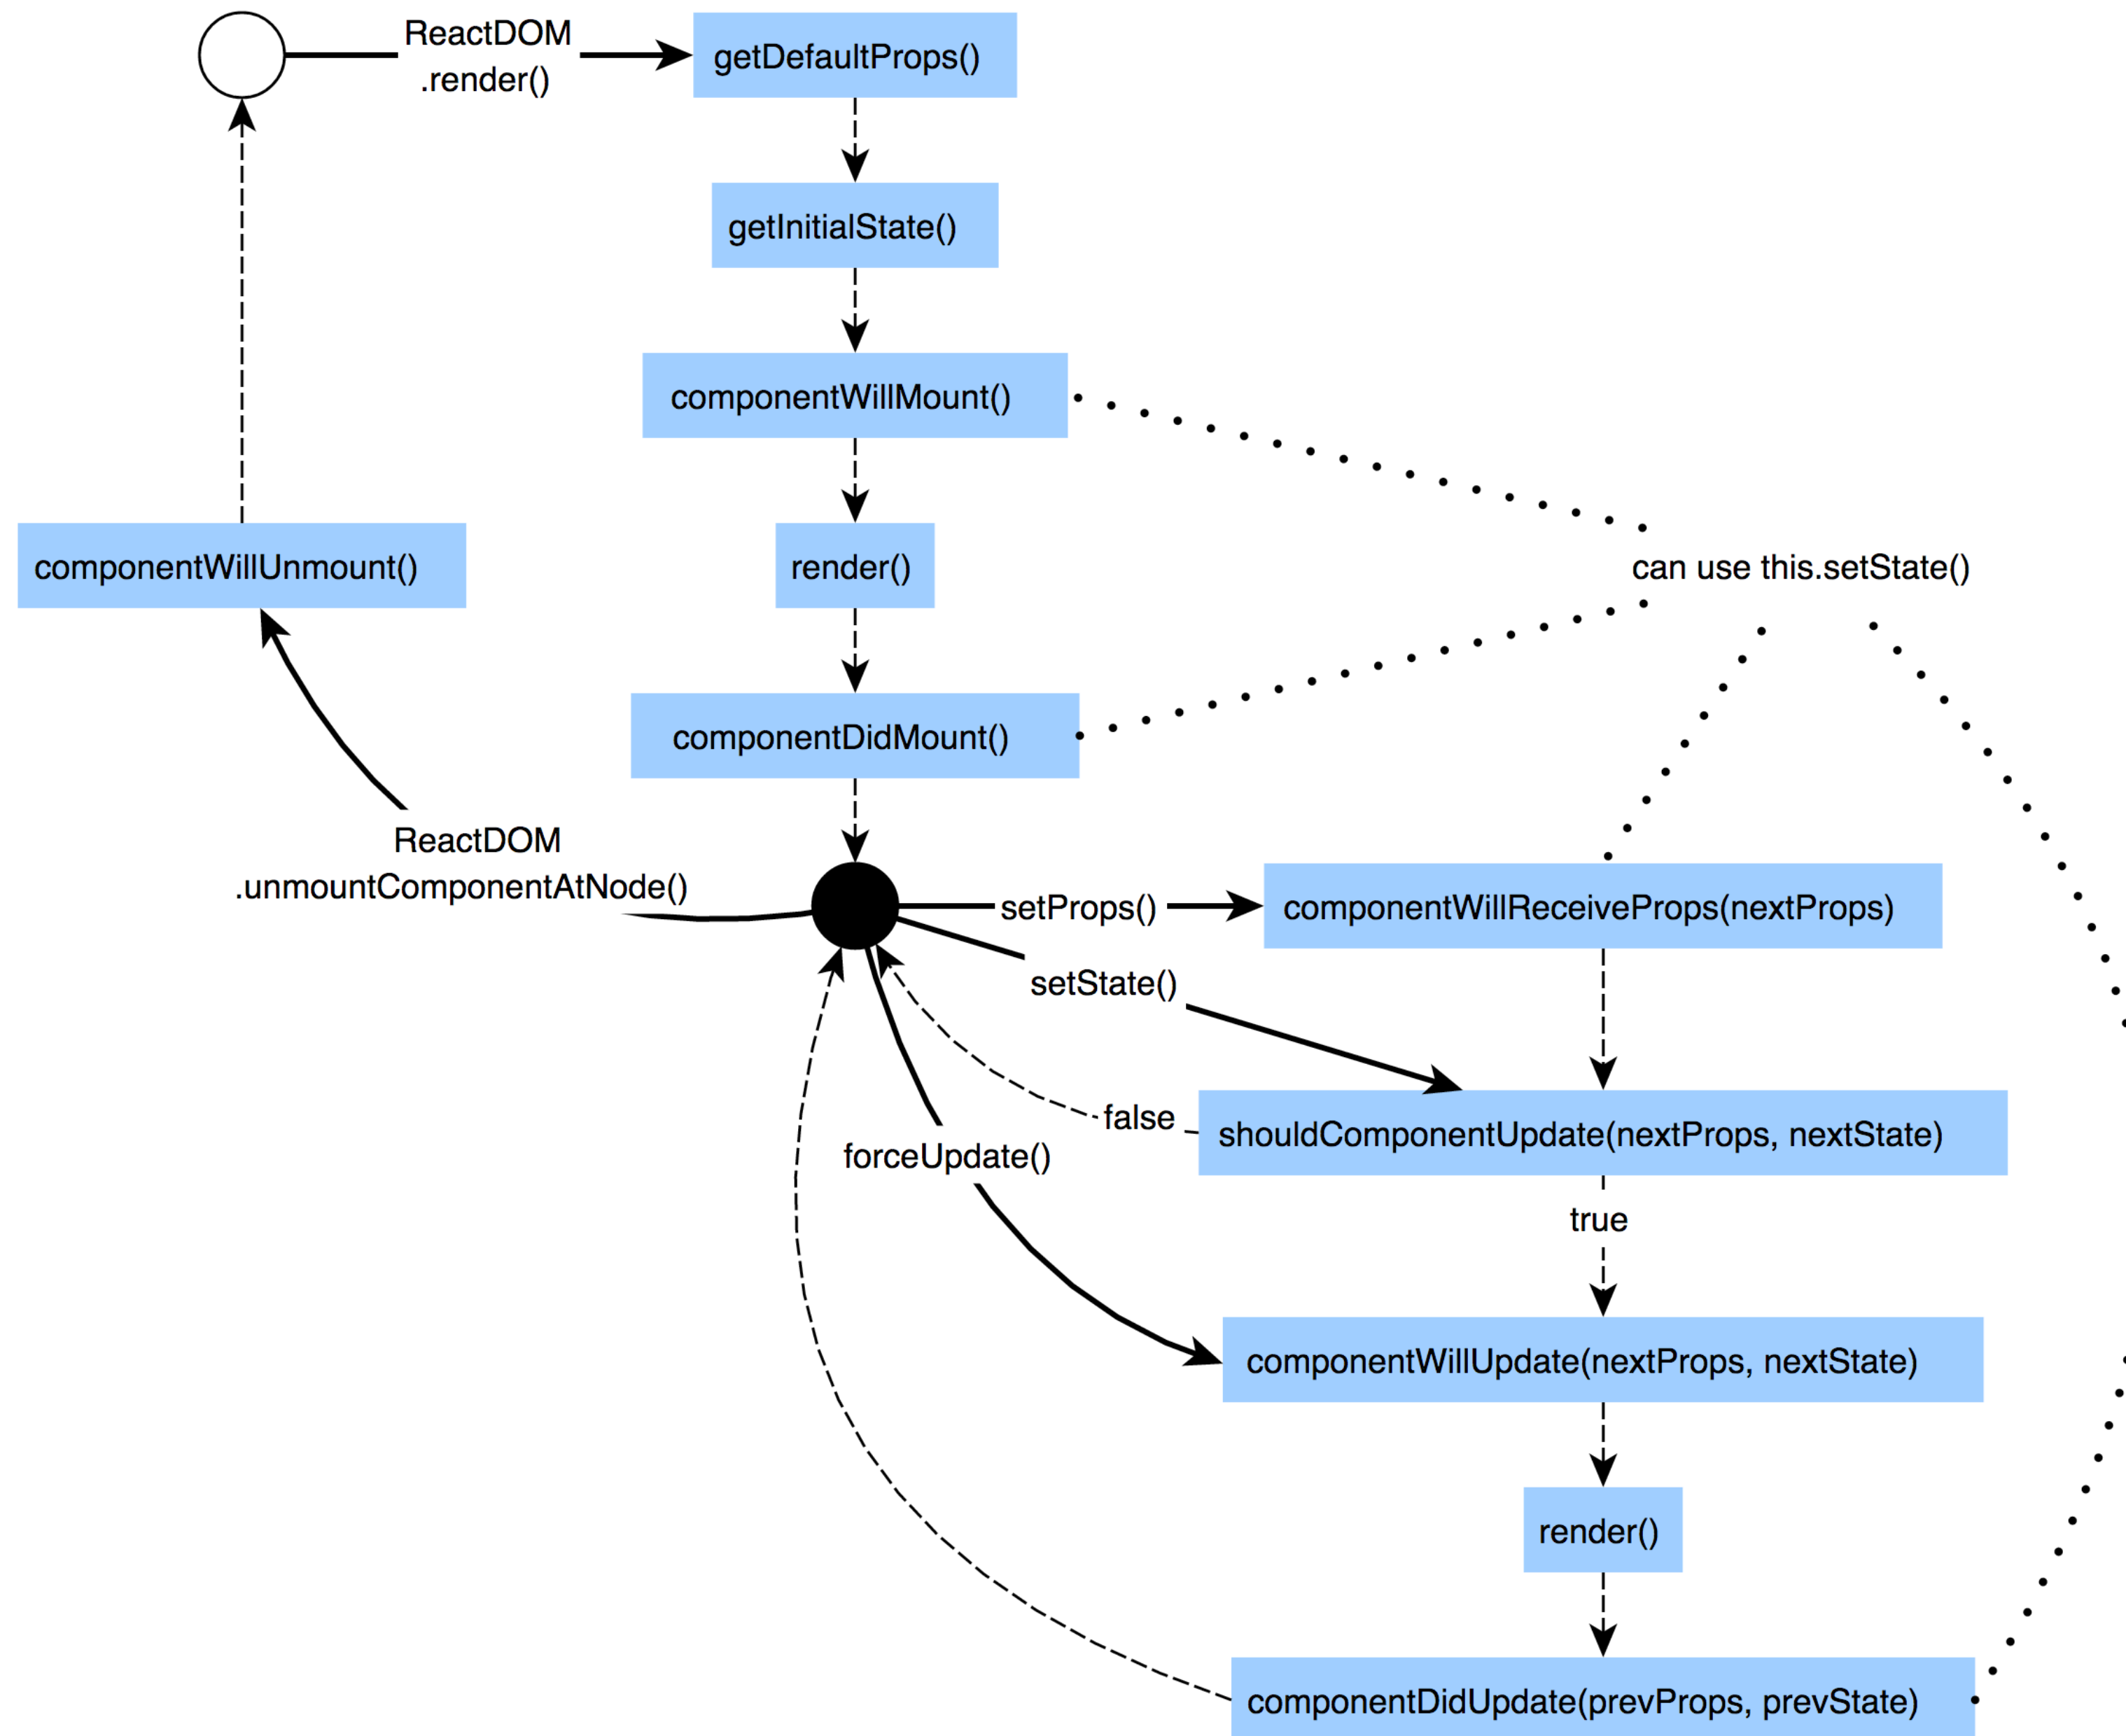 ReactDOM
.render()
getDefaultProps()
getInitialState()
componentWillMount()
render()
componentWillUnmount()
can use this.setState()
componentDidMount()
ReactDOM
.unmountComponentAtNode()
setProps()
componentWillReceiveProps(nextProps)
setState()
false
shouldComponentUpdate(nextProps, nextState)
forceUpdate()
true
componentWillUpdate(nextProps, nextState)
render()
componentDidUpdate(prevProps, prevState)